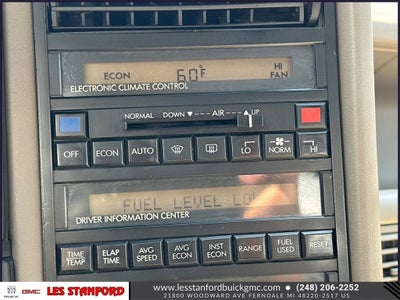 ECON 60°F HI FAN
ELECTRONIC CLIMATE CONTROL
NORMAL DOWN AIR UP
OFF ECON AUTO LO NORM HI
FUEL LEVEL LOW
DRIVER INFORMATION CENTER
TIME TEMP ELAP TIME AVG SPEED AVG ECON INST ECON RANGE FUEL USED RESET
BUICK GMC LES STANFORD
www.lesstanfordbuickgmc.com (248) 206-2252
21800 WOODWARD AVE FERNDALE MI 48220-2517 US